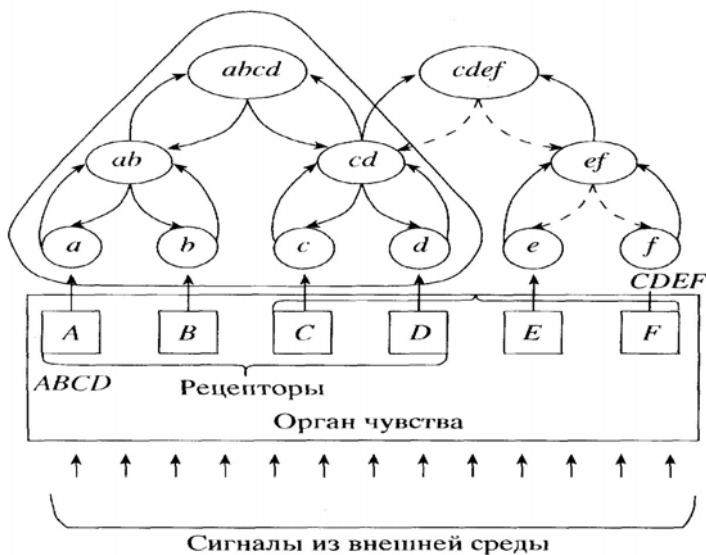 abcd cdef
ab cd ef
a b c d e f
CDEF
A B C D E F
ABCD
Рецепторы
Орган чувства
Сигналы из внешней среды